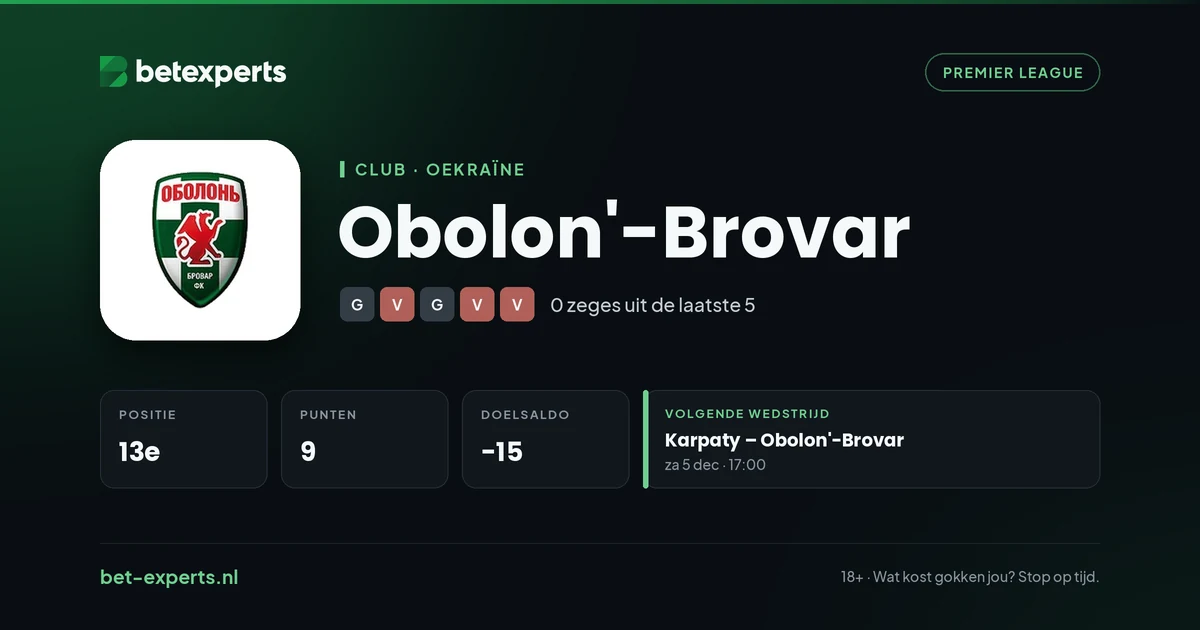 betexperts
PREMIER LEAGUE
ОБОЛОНЬ
БРОВАР
ФК
CLUB · OEKRAÏNE
Obolon'-Brovar
G V G V V 0 zeges uit de laatste 5
POSITIE
13e
PUNTEN
9
DOELSALDO
-15
VOLGENDE WEDSTRIJD
Karpaty – Obolon'-Brovar
za 5 dec · 17:00
bet-experts.nl
18+ · Wat kost gokken jou? Stop op tijd.